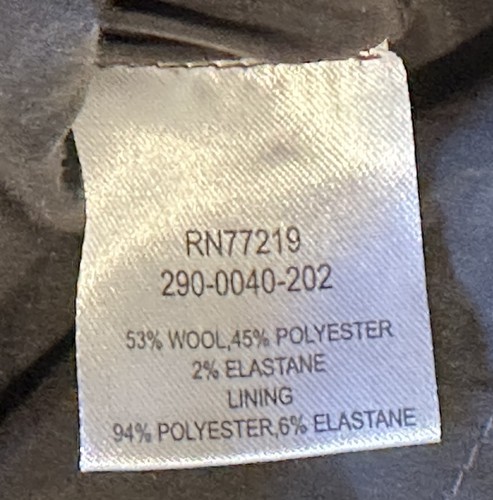 RN77219
290-0040-202
53% WOOL,45% POLYESTER
2% ELASTANE
LINING
94% POLYESTER,6% ELASTANE